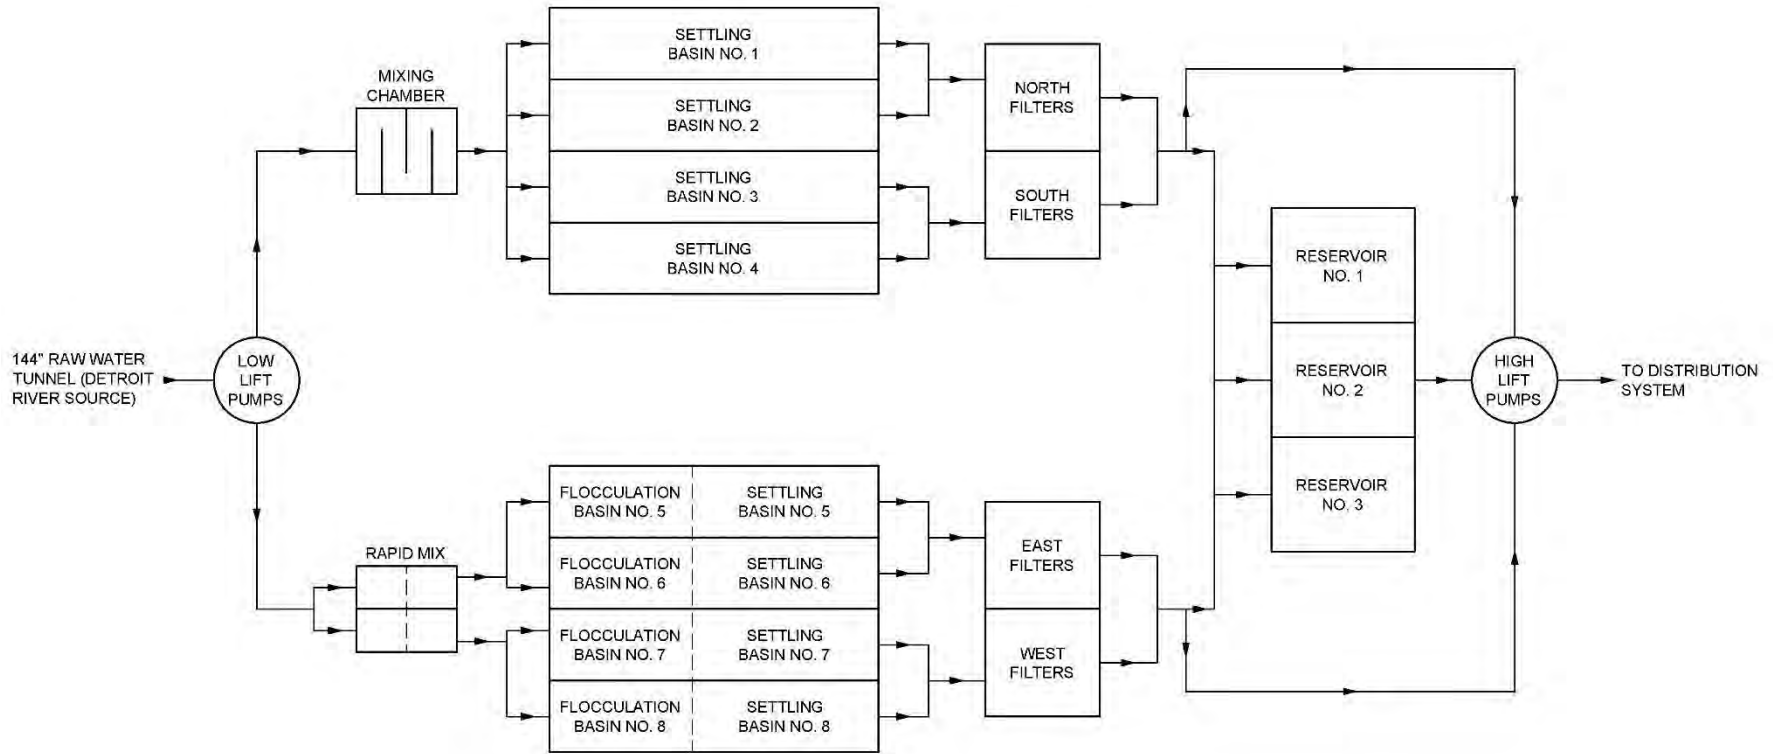 144" RAW WATER
TUNNEL (DETROIT
RIVER SOURCE)
LOW
LIFT
PUMPS
MIXING
CHAMBER
SETTLING
BASIN NO. 1
SETTLING
BASIN NO. 2
SETTLING
BASIN NO. 3
SETTLING
BASIN NO. 4
NORTH
FILTERS
SOUTH
FILTERS
RAPID MIX
FLOCCULATION
BASIN NO. 5
SETTLING
BASIN NO. 5
FLOCCULATION
BASIN NO. 6
SETTLING
BASIN NO. 6
FLOCCULATION
BASIN NO. 7
SETTLING
BASIN NO. 7
FLOCCULATION
BASIN NO. 8
SETTLING
BASIN NO. 8
EAST
FILTERS
WEST
FILTERS
RESERVOIR
NO. 1
RESERVOIR
NO. 2
RESERVOIR
NO. 3
HIGH
LIFT
PUMPS
TO DISTRIBUTION
SYSTEM